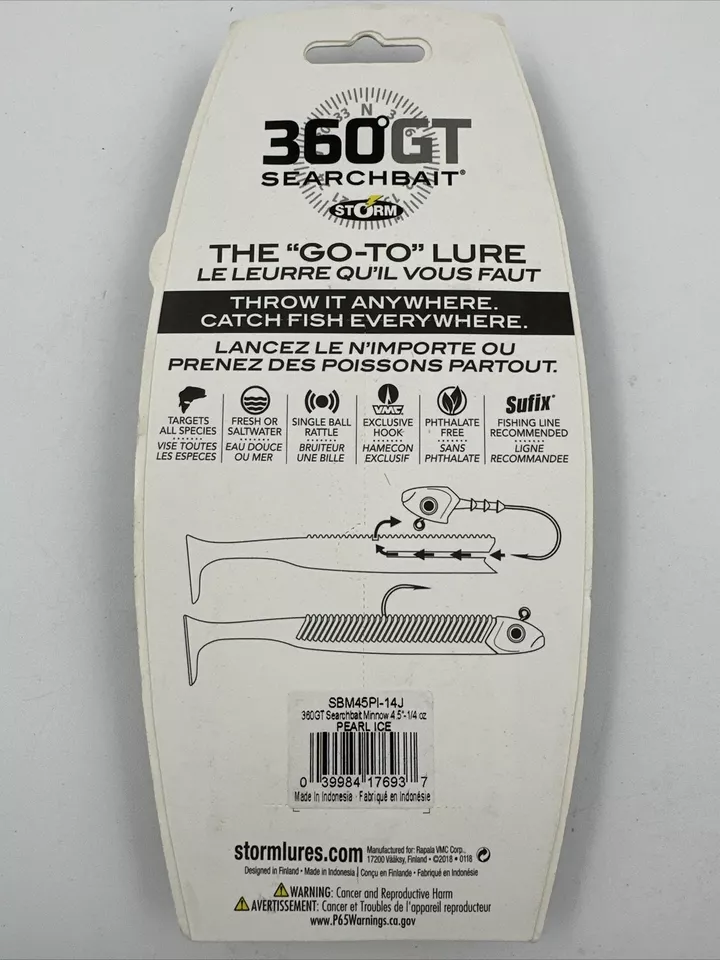 33 N 3 6
360°GT
SEARCHBAIT®
STORM
THE "GO-TO" LURE
LE LEURRE QU'IL VOUS FAUT
THROW IT ANYWHERE.
CATCH FISH EVERYWHERE.
LANCEZ LE N'IMPORTE OU
PRENEZ DES POISSONS PARTOUT.
VMC Sufix®
TARGETS FRESH OR SINGLE BALL EXCLUSIVE PHTHALATE FISHING LINE
ALL SPECIES SALTWATER RATTLE HOOK FREE RECOMMENDED
VISE TOUTES EAU DOUCE BRUITEUR HAMECON SANS LIGNE
LES ESPECES OU MER UNE BILLE EXCLUSIF PHTHALATE RECOMMANDEE
SBM45PI-14J
360GT Searchbait Minnow 4.5"-1/4 oz
PEARL ICE
0 39984 17693 7
Made in Indonesia · Fabriqué en Indonésie
stormlures.com Manufactured for: Rapala VMC Corp.,
17200 Vääksy, Finland • ©2018 • 0118
Designed in Finland • Made in Indonesia | Conçu en Finlande • Fabriqué en Indonésie
WARNING: Cancer and Reproductive Harm
AVERTISSEMENT: Cancer et Troubles de l'appareil reproducteur
www.P65Warnings.ca.gov